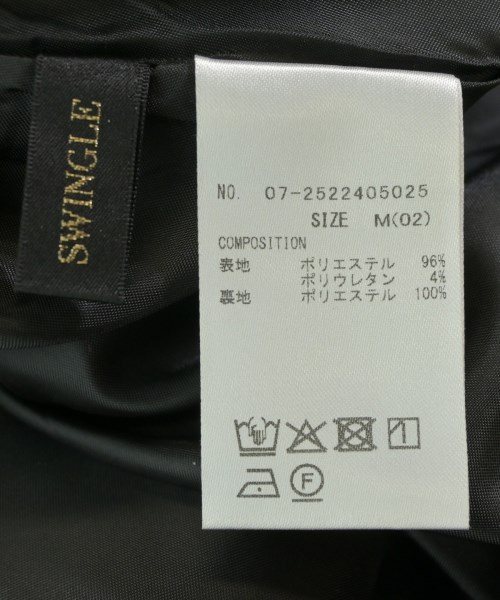 SWINGLE
NO. 07-2522405025
SIZE M(02)
COMPOSITION
表地 ポリエステル 96%
ポリウレタン 4%
裏地 ポリエステル 100%
F